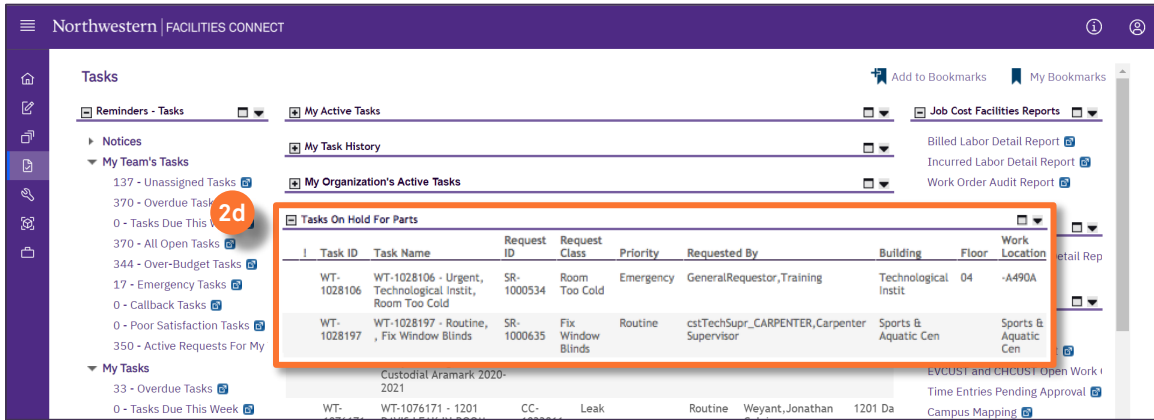 Northwestern | FACILITIES CONNECT
Tasks
Add to Bookmarks
My Bookmarks
Reminders - Tasks
Notices
My Team's Tasks
137 - Unassigned Tasks
370 - Overdue
0 - Tasks Due This
370 - All Open Tasks
344 - Over-Budget Tasks
17 - Emergency Tasks
0 - Callback Tasks
0 - Poor Satisfaction Tasks
350 - Active Requests For My
My Tasks
33 - Overdue Tasks
0 - Tasks Due This Week
2d
My Active Tasks
My Task History
My Organization's Active Tasks
Tasks On Hold For Parts
! Task ID Task Name Request ID Request Class Priority Requested By Building Floor Work Location
WT-1028106 WT-1028106 - Urgent, Technological Instit, Room Too Cold SR-1000534 Room Too Cold Emergency GeneralRequestor,Training Technological Instit 04 -A490A
WT-1028197 WT-1028197 - Routine, , Fix Window Blinds SR-1000635 Fix Window Blinds Routine cstTechSupr_CARPENTER,Carpenter Supervisor Sports & Aquatic Cen Sports & Aquatic Cen
Custodial Aramark 2020-
2021
WT- WT-1076171 - 1201 CC- Leak Routine Weyant,Jonathan 1201 Da
Job Cost Facilities Reports
Billed Labor Detail Report
Incurred Labor Detail Report
Work Order Audit Report
etail Rep
EVCUST and CHCUST Open Work
Time Entries Pending Approval
Campus Mapping